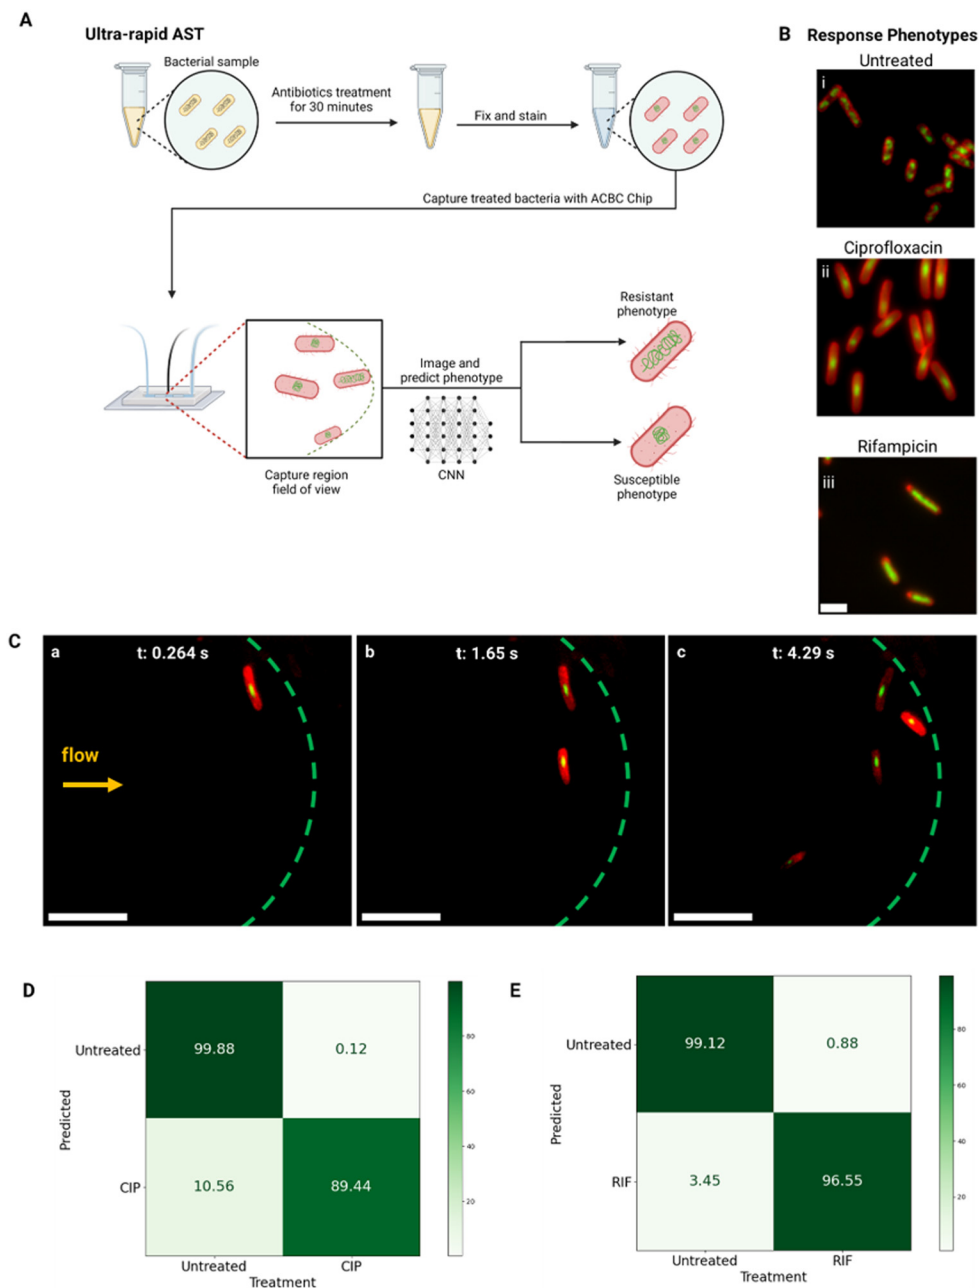 A
Ultra-rapid AST
Bacterial sample
Antibiotics treatment
for 30 minutes
Fix and stain
Capture treated bacteria with ACBC Chip
Capture region
field of view
Image and
predict phenotype
CNN
Resistant
phenotype
Susceptible
phenotype
B
Response Phenotypes
Untreated
i
Ciprofloxacin
ii
Rifampicin
iii
C
a
t: 0.264 s
flow
b
t: 1.65 s
c
t: 4.29 s
D
Predicted
Untreated
99.88
0.12
CIP
10.56
89.44
Untreated
CIP
Treatment
80
60
40
20
E
Predicted
Untreated
99.12
0.88
RIF
3.45
96.55
Untreated
RIF
Treatment
80
60
40
20